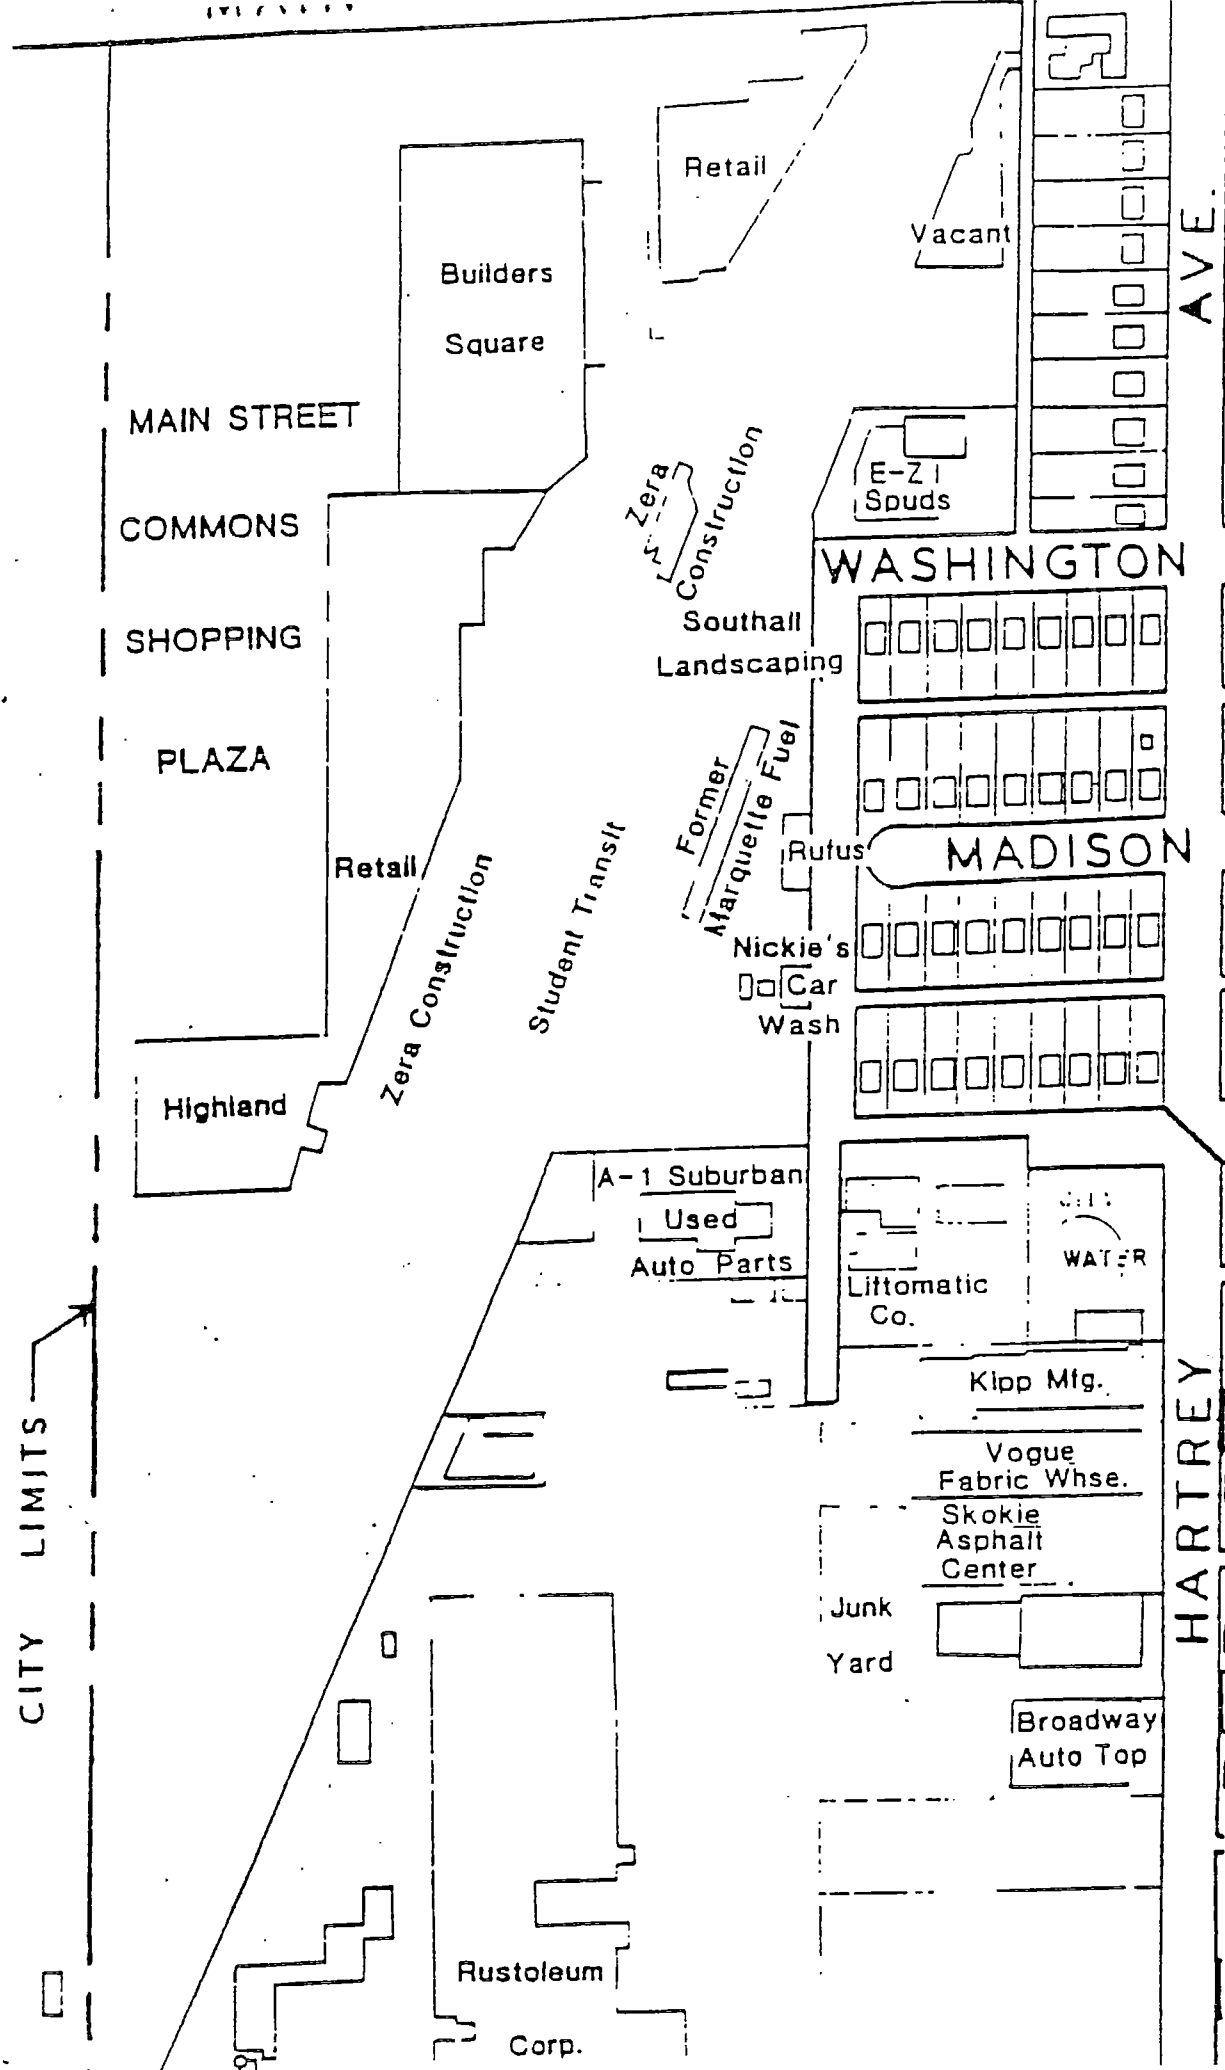 Retail
Vacant
AVE.
Builders
Square
MAIN STREET
COMMONS
SHOPPING
PLAZA
Zera
Construction
E-Z
Spuds
WASHINGTON
Southall
Landscaping
Former
Marquette Fuel
Rufus
MADISON
Retail
Zera Construction
Student Transit
Nickie's
Car
Wash
Highland
A-1 Suburban
Used
Auto Parts
WATER
Littomatic
Co.
Kipp Mfg.
Vogue
Fabric Whse.
Skokie
Asphalt
Center
CITY LIMITS
HARTREY
Junk
Yard
Broadway
Auto Top
Rustoleum
Corp.